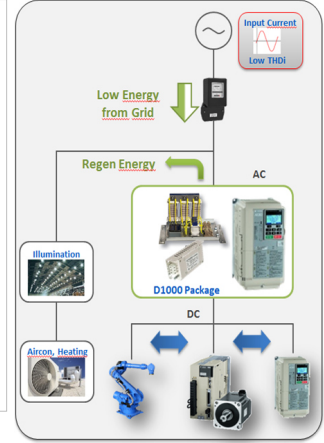 Input Current
Low THDi
Low Energy
from Grid
Regen Energy
AC
Illumination
D1000 Package
DC
Aircon, Heating